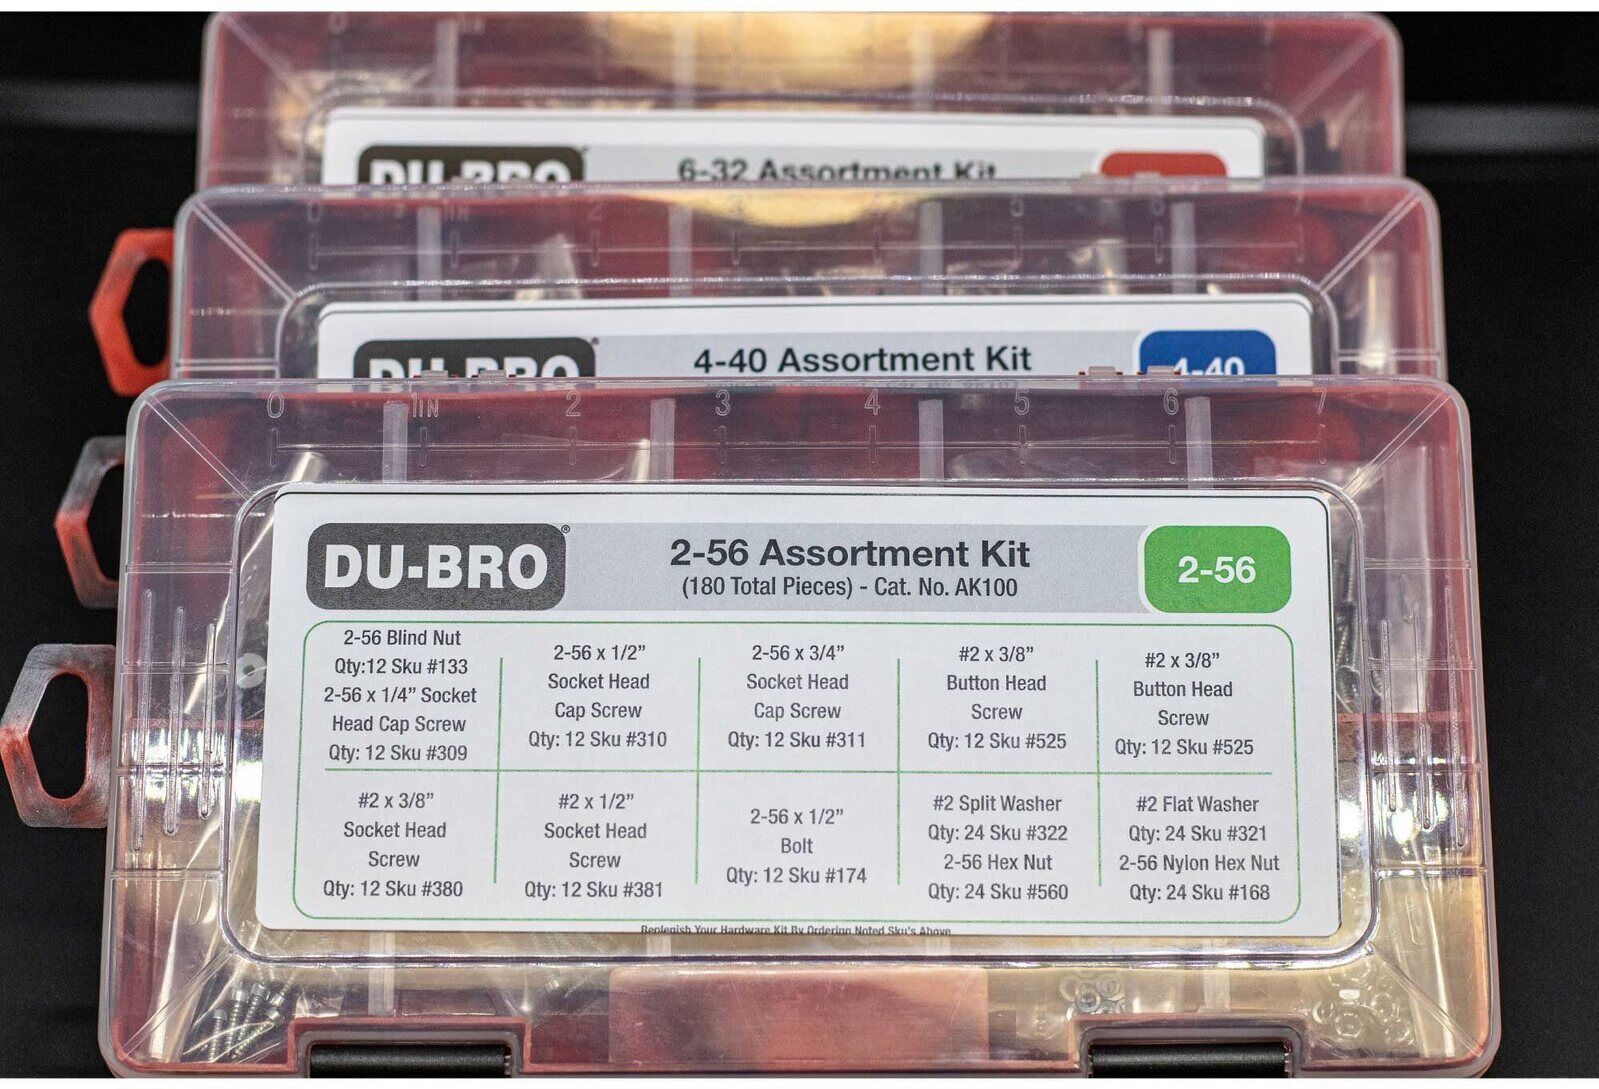 DU-BRO
6-32 Assortment Kit
DU-BRO
4-40 Assortment Kit
4-40
0 1IN 2 3 4 5 6 7
DU-BRO®
2-56 Assortment Kit
(180 Total Pieces) - Cat. No. AK100
2-56
2-56 Blind Nut
Qty:12 Sku #133
2-56 x 1/4” Socket
Head Cap Screw
Qty: 12 Sku #309
2-56 x 1/2”
Socket Head
Cap Screw
Qty: 12 Sku #310
2-56 x 3/4”
Socket Head
Cap Screw
Qty: 12 Sku #311
#2 x 3/8”
Button Head
Screw
Qty: 12 Sku #525
#2 x 3/8”
Button Head
Screw
Qty: 12 Sku #525
#2 x 3/8”
Socket Head
Screw
Qty: 12 Sku #380
#2 x 1/2”
Socket Head
Screw
Qty: 12 Sku #381
2-56 x 1/2”
Bolt
Qty: 12 Sku #174
#2 Split Washer
Qty: 24 Sku #322
2-56 Hex Nut
Qty: 24 Sku #560
#2 Flat Washer
Qty: 24 Sku #321
2-56 Nylon Hex Nut
Qty: 24 Sku #168
Replenish Your Hardware Kit By Ordering Noted Sku's Above